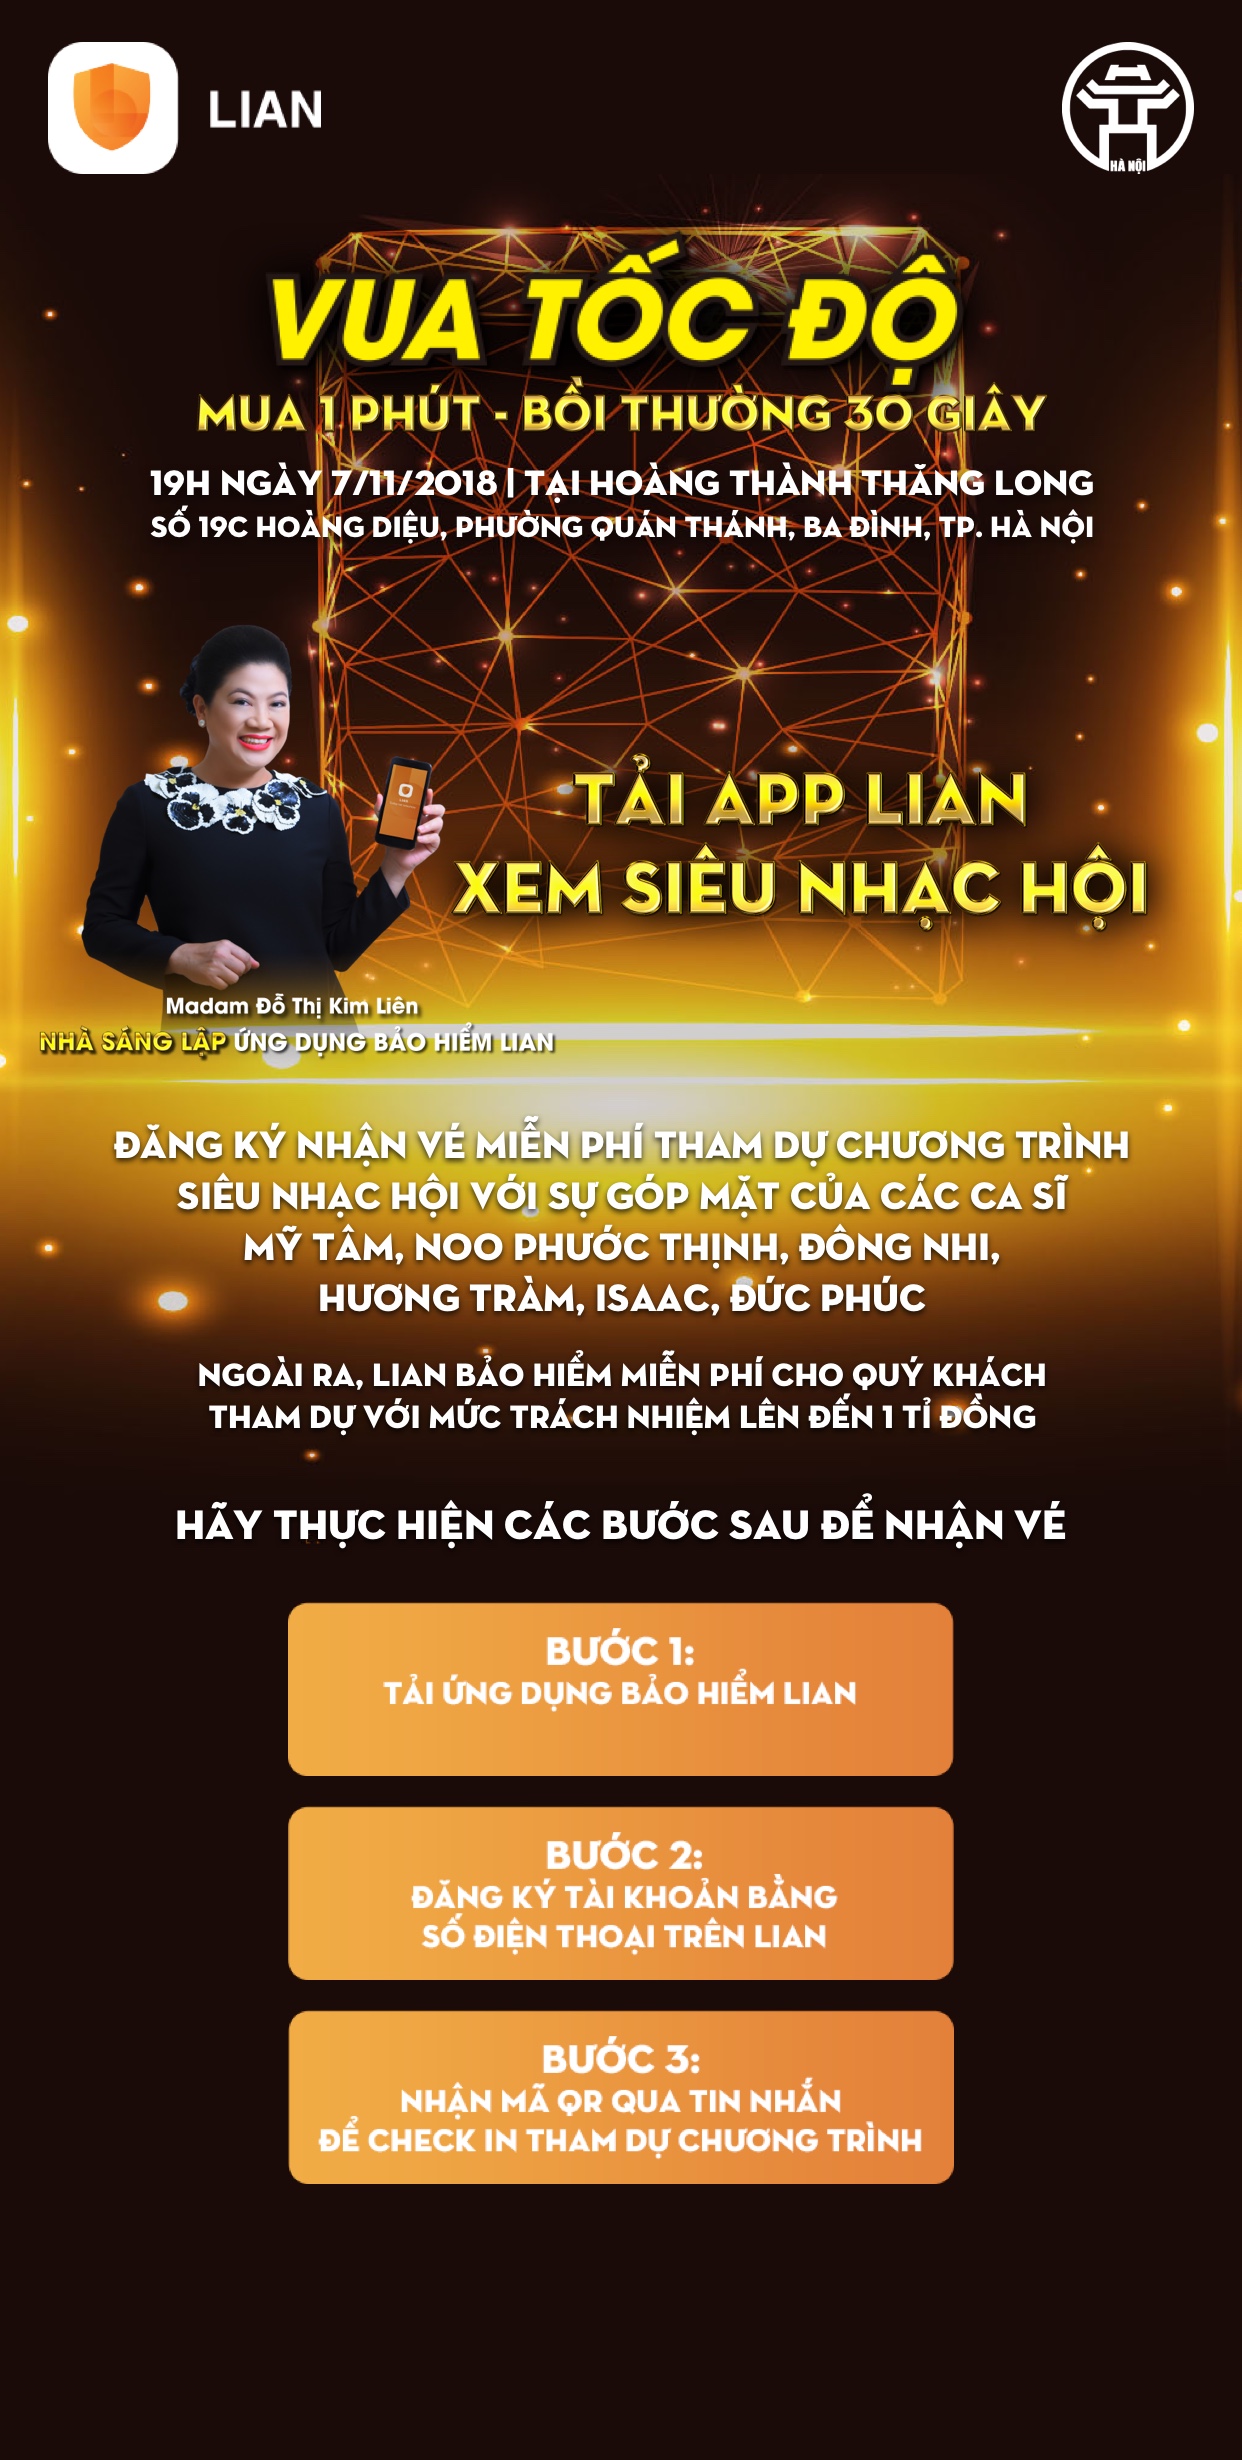 LIAN
HÀ NỘI
VUA TỐC ĐỘ
MUA 1 PHÚT - BỒI THƯỜNG 30 GIÂY
19H NGÀY 7/11/2018 | TẠI HOÀNG THÀNH THĂNG LONG
SỐ 19C HOÀNG DIỆU, PHƯỜNG QUÁN THÁNH, BA ĐÌNH, TP. HÀ NỘI
TẢI APP LIAN
XEM SIÊU NHẠC HỘI
Madam Đỗ Thị Kim Liên
NHÀ SÁNG LẬP ỨNG DỤNG BẢO HIỂM LIAN
ĐĂNG KÝ NHẬN VÉ MIỄN PHÍ THAM DỰ CHƯƠNG TRÌNH
SIÊU NHẠC HỘI VỚI SỰ GÓP MẶT CỦA CÁC CA SĨ
MỸ TÂM, NOO PHƯỚC THỊNH, ĐÔNG NHI,
HƯƠNG TRÀM, ISAAC, ĐỨC PHÚC
NGOÀI RA, LIAN BẢO HIỂM MIỄN PHÍ CHO QUÝ KHÁCH
THAM DỰ VỚI MỨC TRÁCH NHIỆM LÊN ĐẾN 1 TỈ ĐỒNG
HÃY THỰC HIỆN CÁC BƯỚC SAU ĐỂ NHẬN VÉ
BƯỚC 1:
TẢI ỨNG DỤNG BẢO HIỂM LIAN
BƯỚC 2:
ĐĂNG KÝ TÀI KHOẢN BẰNG
SỐ ĐIỆN THOẠI TRÊN LIAN
BƯỚC 3:
NHẬN MÃ QR QUA TIN NHẮN
ĐỂ CHECK IN THAM DỰ CHƯƠNG TRÌNH